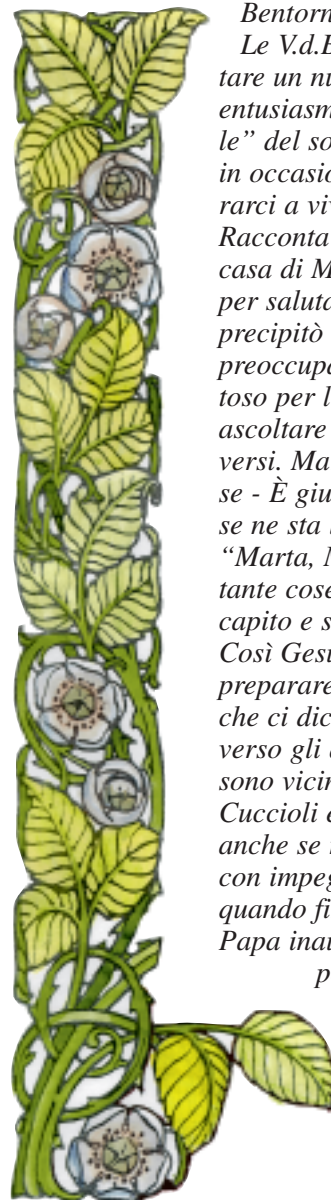 Bentorn
Le V.d.B
tare un nu
entusiasm
le” del so
in occasio
rarci a viv
Racconta
casa di M
per saluta
precipitò
preoccupa
toso per l
ascoltare
versi. Ma
se - È giu
se ne sta
“Marta, M
tante cose
capito e s
Così Gesù
preparare
che ci dic
verso gli
sono vicin
Cuccioli e
anche se
con impeg
quando fi
Papa inau
p